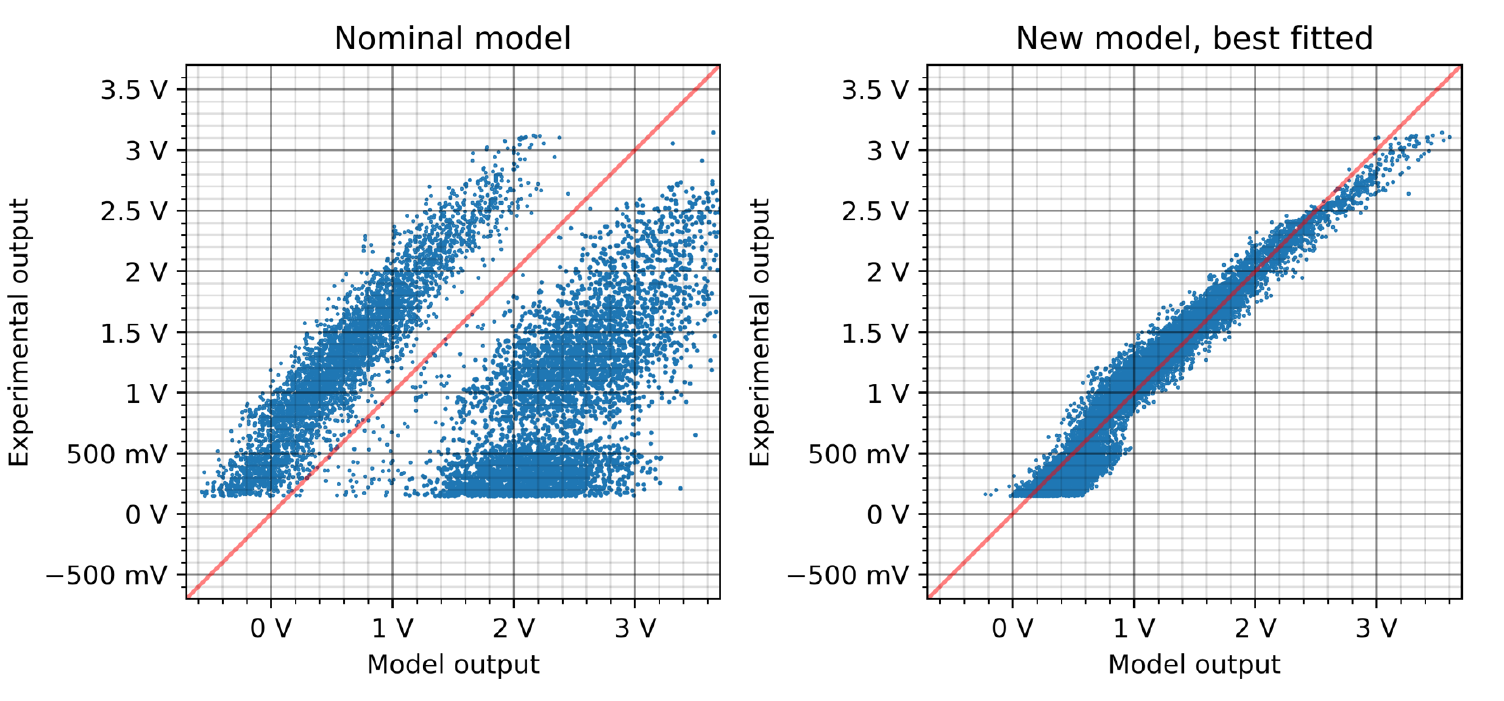 Nominal model
Experimental output
3.5 V
3 V
2.5 V
2 V
1.5 V
1 V
500 mV
0 V
−500 mV
0 V 1 V 2 V 3 V
Model output
New model, best fitted
Experimental output
3.5 V
3 V
2.5 V
2 V
1.5 V
1 V
500 mV
0 V
−500 mV
0 V 1 V 2 V 3 V
Model output